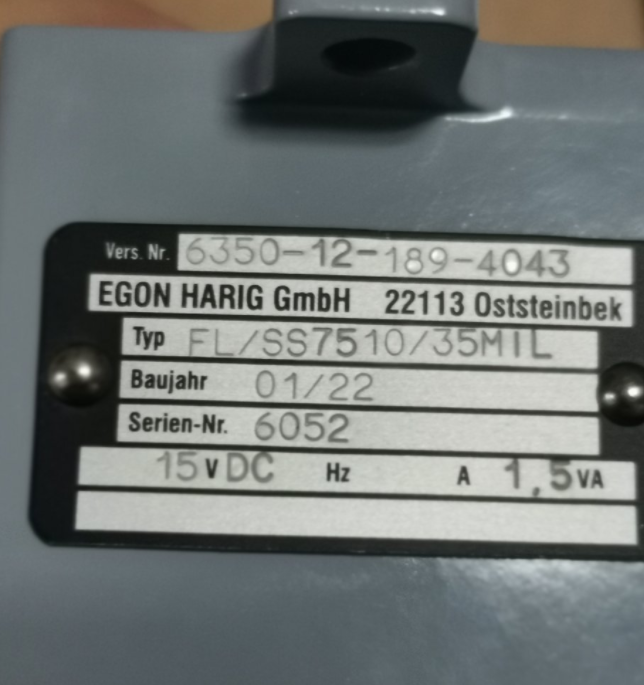 Vers. Nr. 6350-12-189-4043
EGON HARIG GmbH 22113 Oststeinbek
Typ FL/SS7510/35MIL
Baujahr 01/22
Serien-Nr. 6052
15 V DC Hz A 1,5 VA